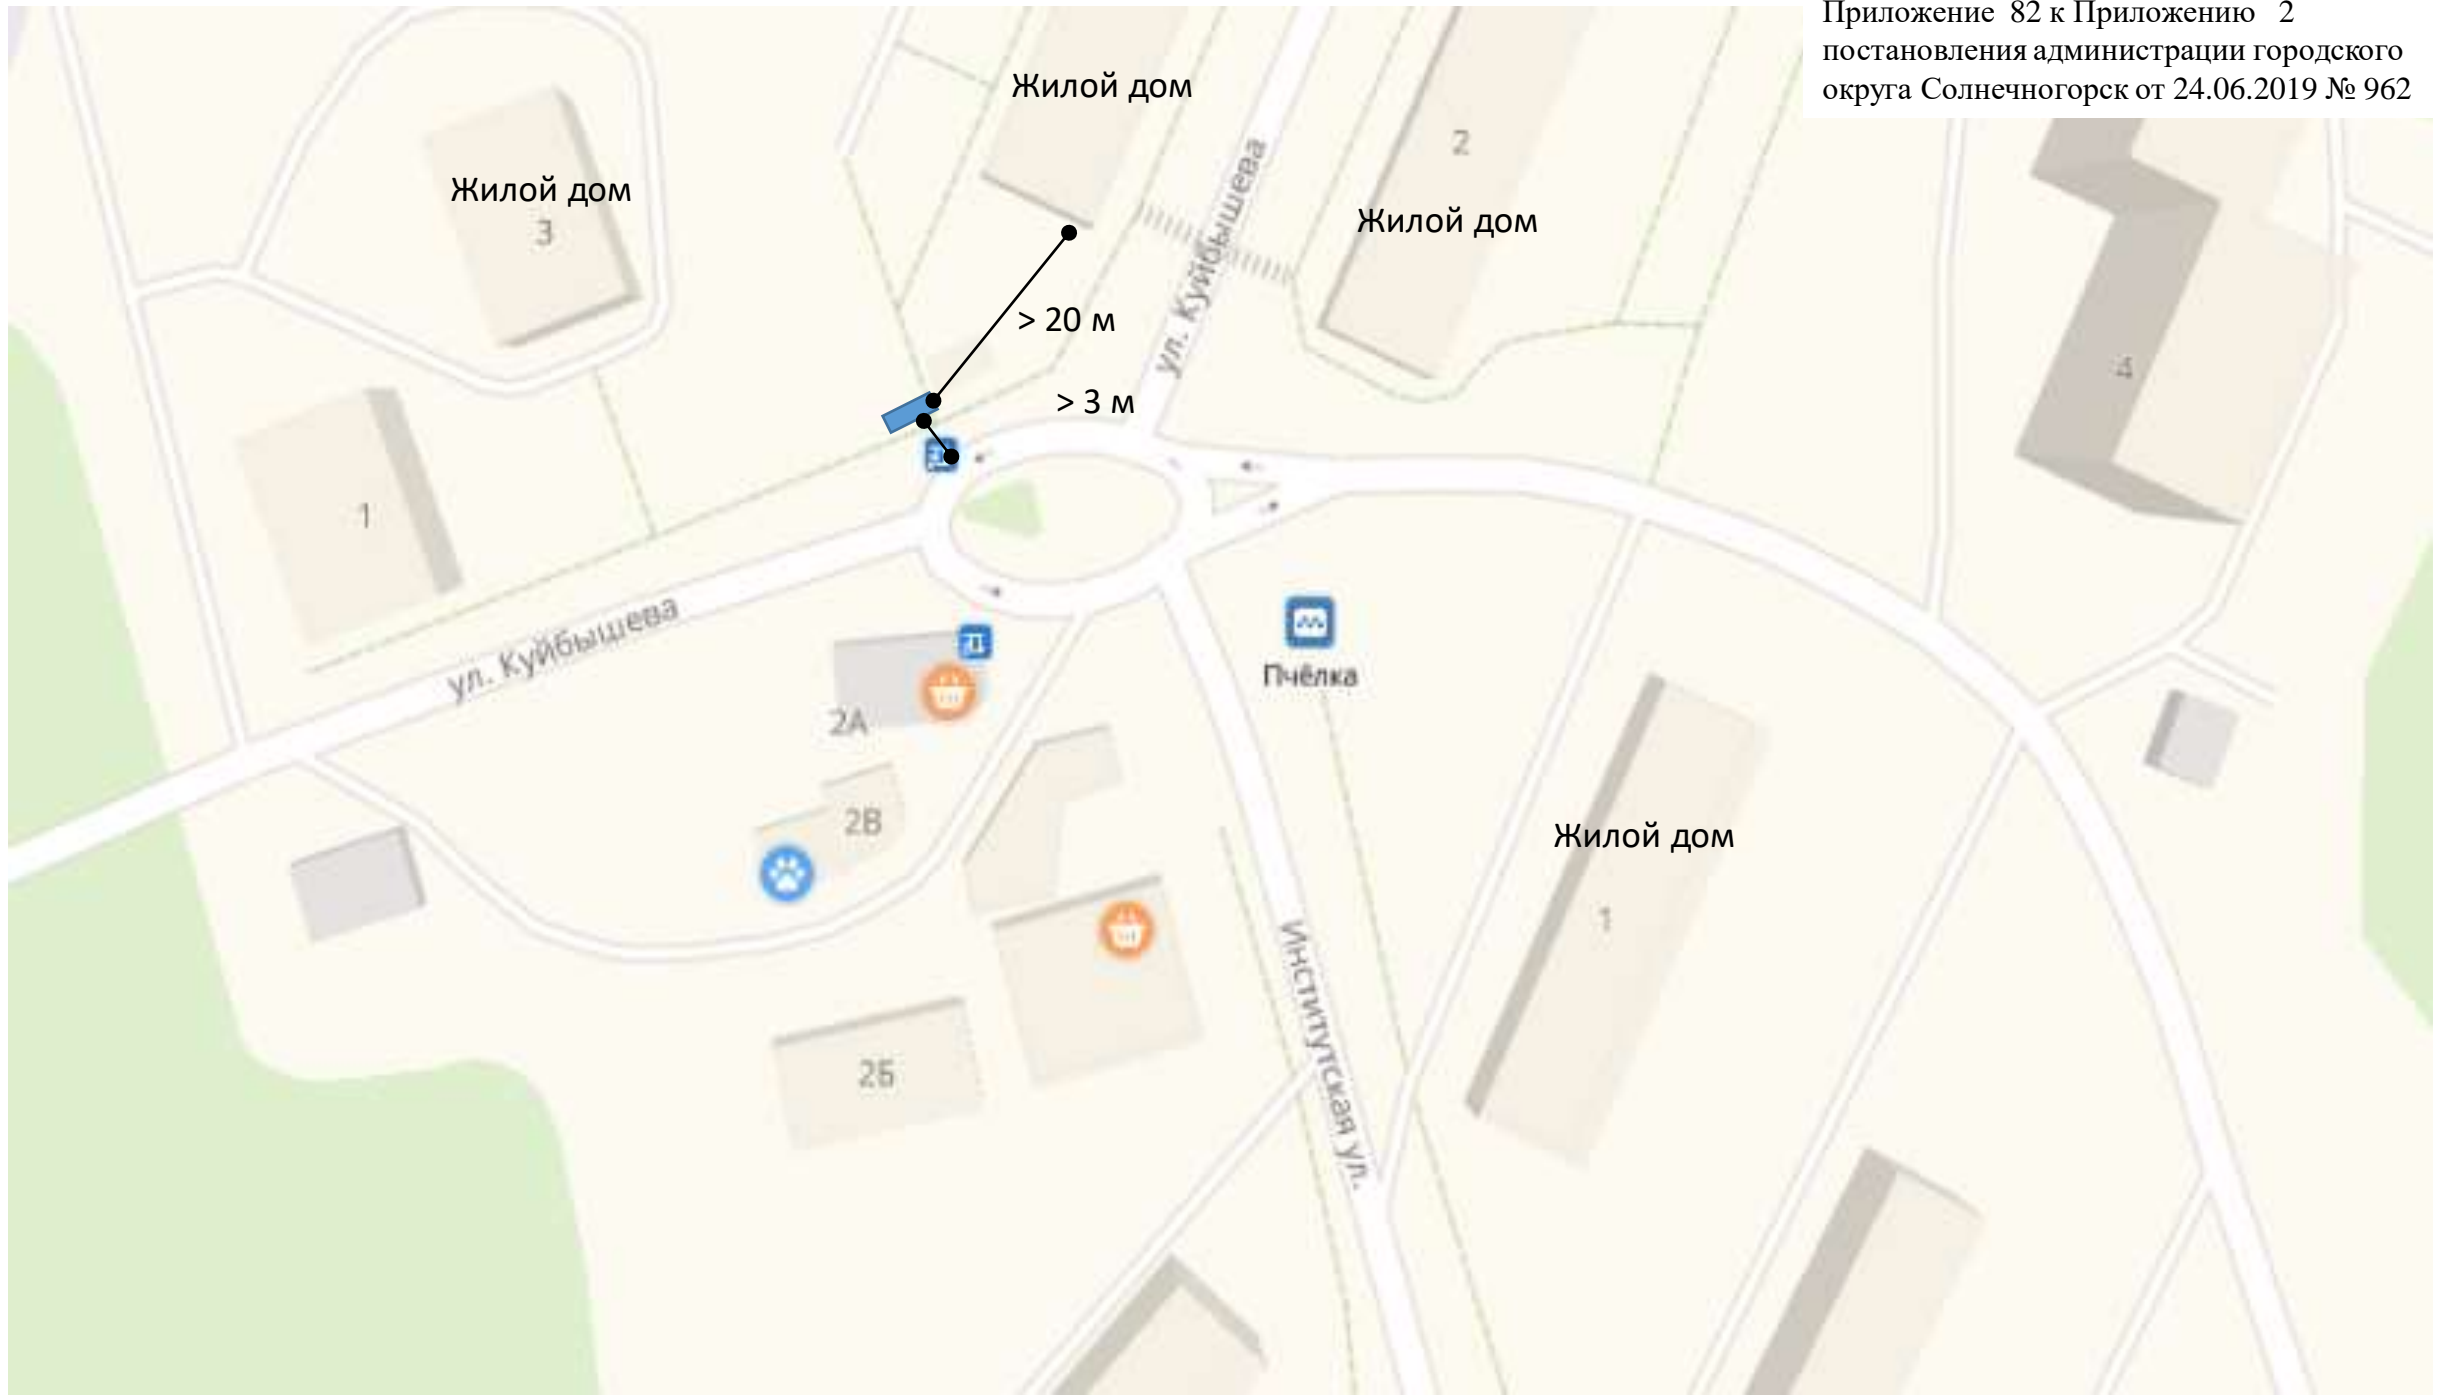 Приложение 82 к Приложению 2
постановления администрации городского
округа Солнечногорск от 24.06.2019 № 962
Жилой дом
Жилой дом
3
2
Жилой дом
ул. Куйбышева
> 20 м
> 3 м
4
1
ул. Куйбышева
Пчёлка
2А
2В
Жилой дом
1
Институтская ул.
2Б